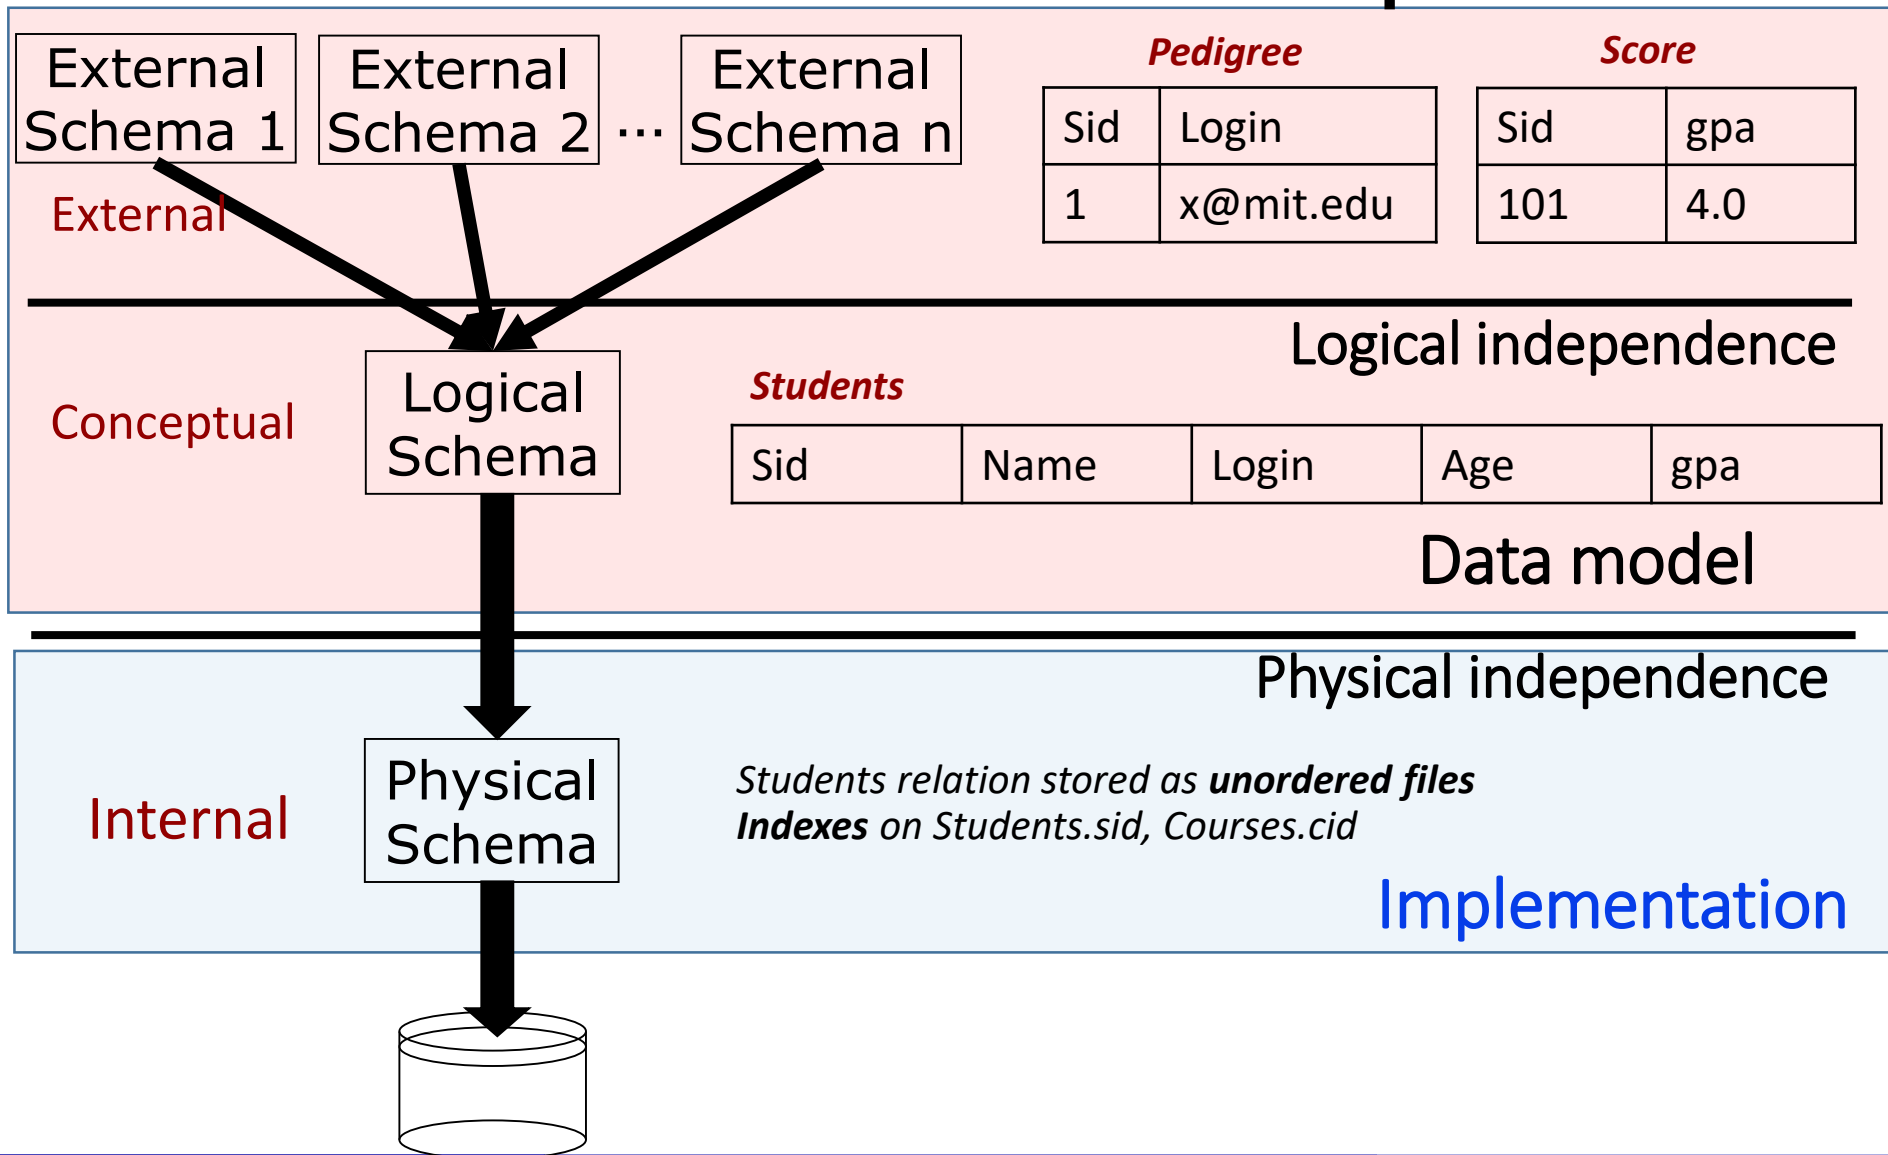 External
Schema 1
External
Schema 2
...
External
Schema n
Pedigree
Sid Login
1 x@mit.edu
Score
Sid gpa
101 4.0
External
Logical independence
Conceptual
Logical
Schema
Students
Sid Name Login Age gpa
Data model
Physical independence
Internal
Physical
Schema
Students relation stored as unordered files
Indexes on Students.sid, Courses.cid
Implementation